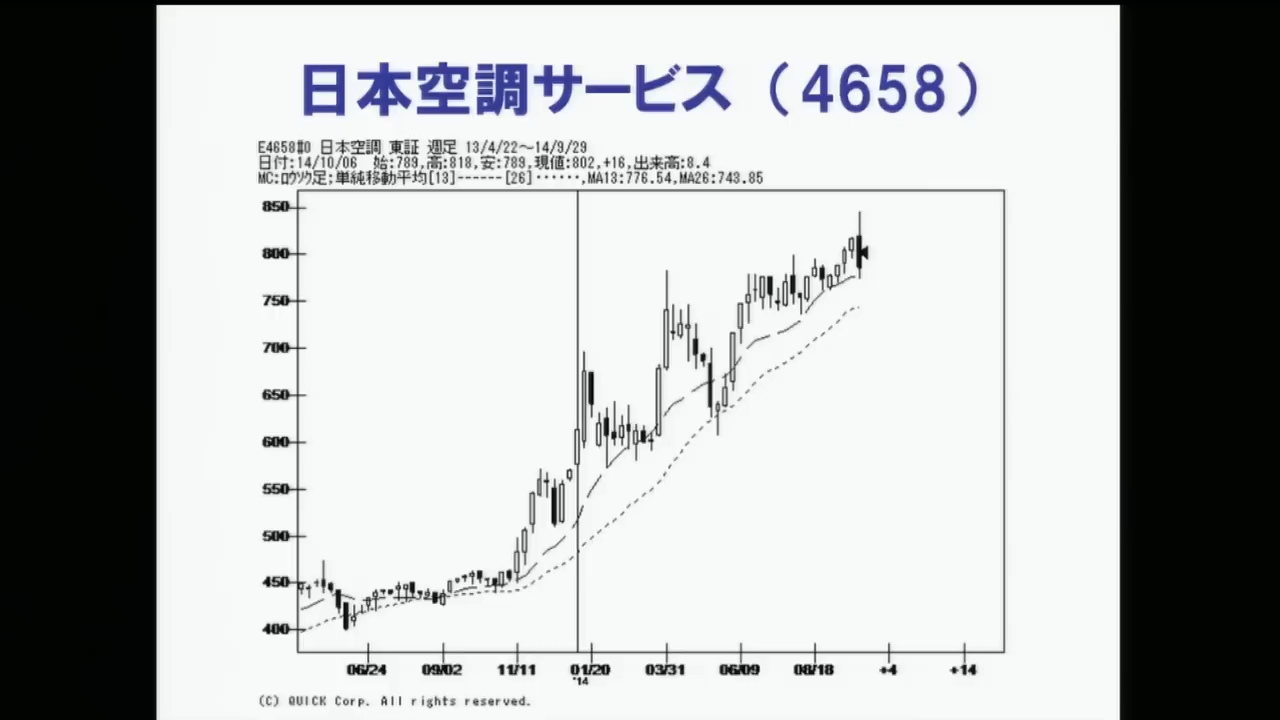 日本空調サービス（4658）
E4658#0 日本空調 東証 週足 13/4/22～14/9/29
日付:14/10/06 始:789,高:818,安:789,現値:802,+16,出来高:8.4
MC:ﾛｳｿｸ足;単純移動平均[13]------[26]······,MA13:776.54,MA26:743.85
850
800
750
700
650
600
550
500
450
400
06/24 09/02 11/11 01/20 03/31 06/09 08/18 +4 +14
'14
(C) QUICK Corp. All rights reserved.